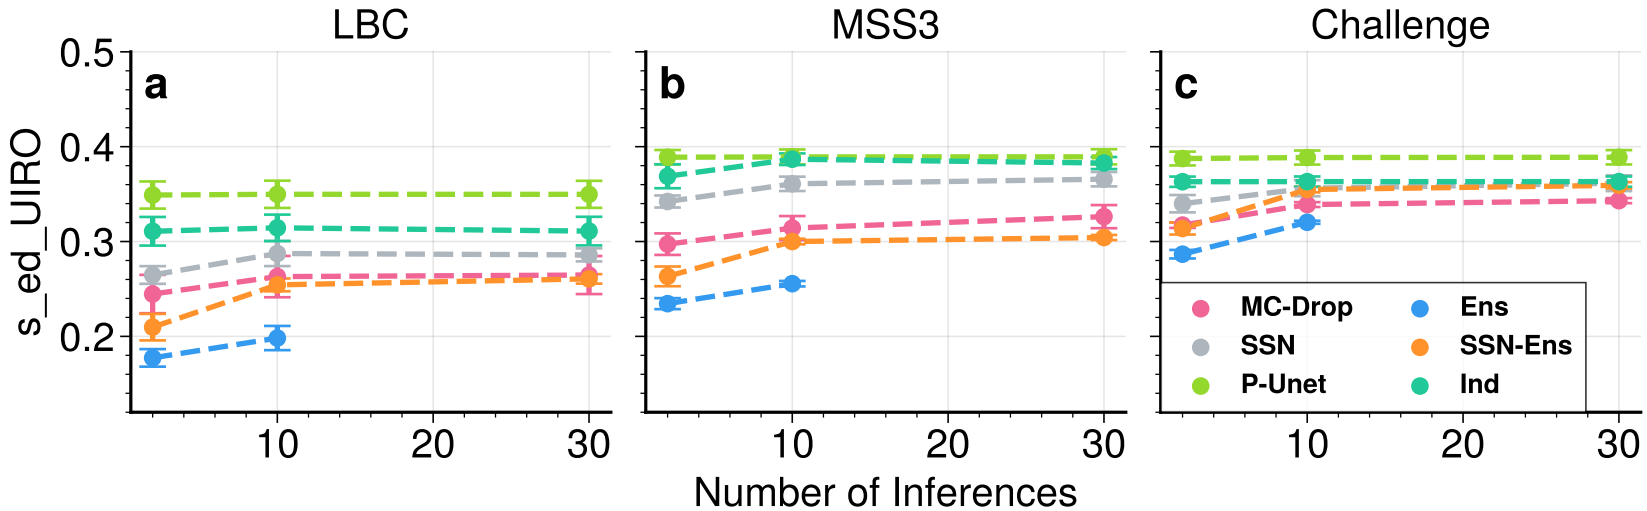 LBC MSS3 Challenge
a b c
s_ed_UIRO
0.5
0.4
0.3
0.2
10 20 30 10 20 30 10 20 30
Number of Inferences
MC-Drop Ens
SSN SSN-Ens
P-Unet Ind